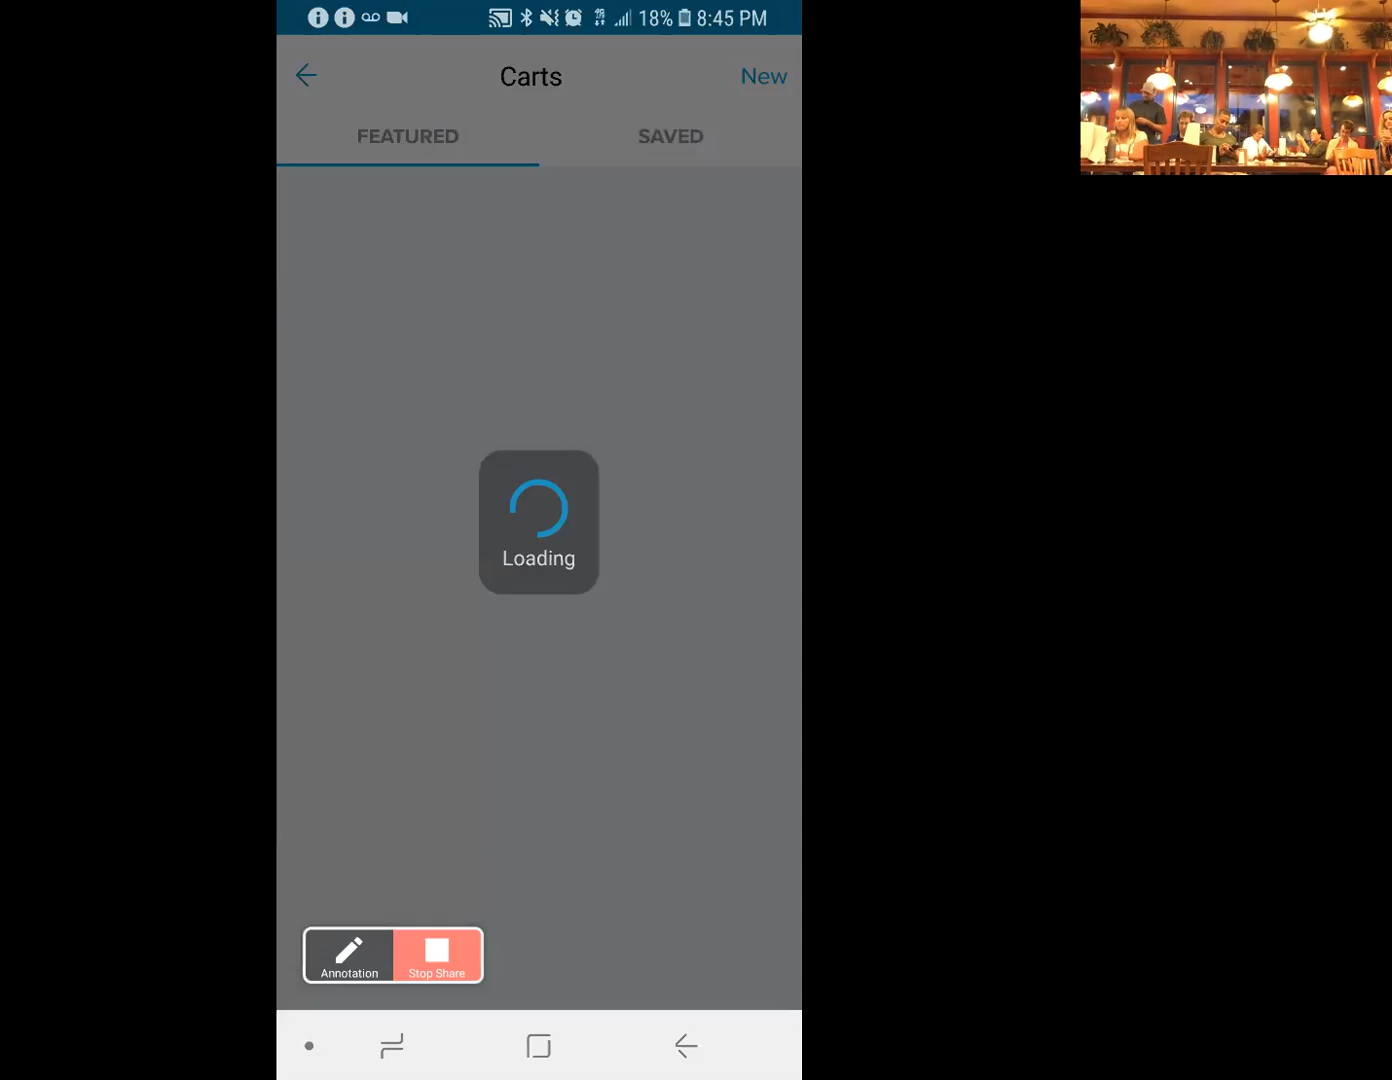 18% 8:45 PM
Carts
New
FEATURED
SAVED
Loading
Annotation
Stop Share